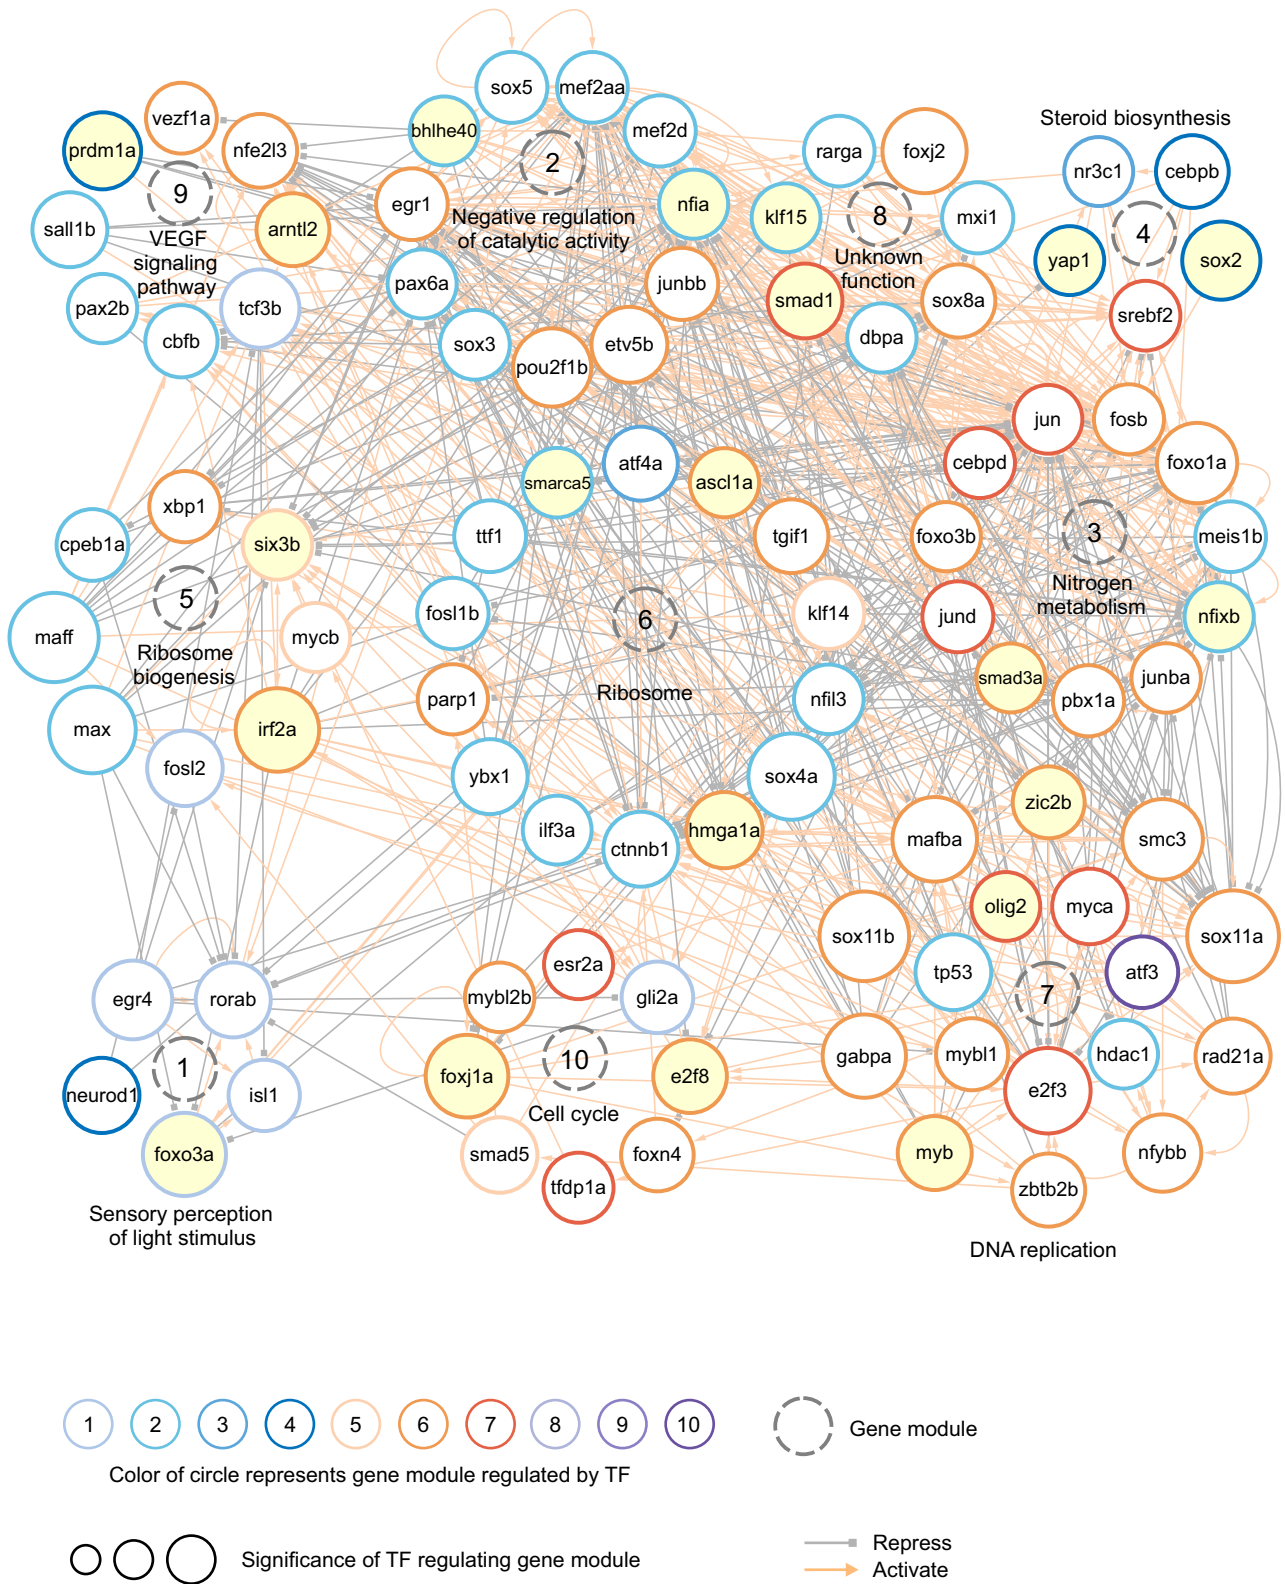 sox5
mef2aa
bhlhe40
mef2d
vezf1a
prdm1a
nfe2l3
2
rarga
foxj2
Steroid biosynthesis
nr3c1
cebpb
9
egr1
Negative regulation
of catalytic activity
nfia
klf15
8
mxi1
4
sall1b
arntl2
VEGF
signaling
pathway
Unknown
function
yap1
sox2
pax2b
tcf3b
pax6a
junbb
smad1
sox8a
srebf2
cbfb
sox3
pou2f1b
etv5b
dbpa
jun
fosb
atf4a
cebpd
foxo1a
smarca5
ascl1a
xbp1
cpeb1a
six3b
ttf1
tgif1
foxo3b
3
meis1b
Nitrogen
metabolism
5
fosl1b
6
klf14
jund
nfixb
maff
mycb
Ribosome
biogenesis
Ribosome
smad3a
pbx1a
junba
parp1
nfil3
max
irf2a
fosl2
ybx1
sox4a
zic2b
ilf3a
ctnnb1
hmga1a
mafba
smc3
olig2
myca
sox11b
sox11a
esr2a
tp53
atf3
egr4
rorab
mybl2b
gli2a
7
1
10
gabpa
mybl1
hdac1
rad21a
neurod1
isl1
foxj1a
e2f8
e2f3
Cell cycle
foxo3a
smad5
foxn4
myb
nfybb
tfdp1a
zbtb2b
Sensory perception
of light stimulus
DNA replication
1 2 3 4 5 6 7 8 9 10
Gene module
Color of circle represents gene module regulated by TF
Significance of TF regulating gene module
Repress
Activate